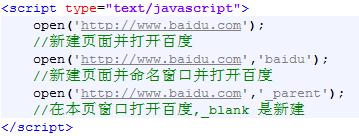 <script type="text/javascript">
open('http://www.baidu.com');
//新建页面并打开百度
open('http://www.baidu.com','baidu');
//新建页面并命名窗口并打开百度
open('http://www.baidu.com','_parent');
//在本页窗口打开百度,_blank 是新建
</script>